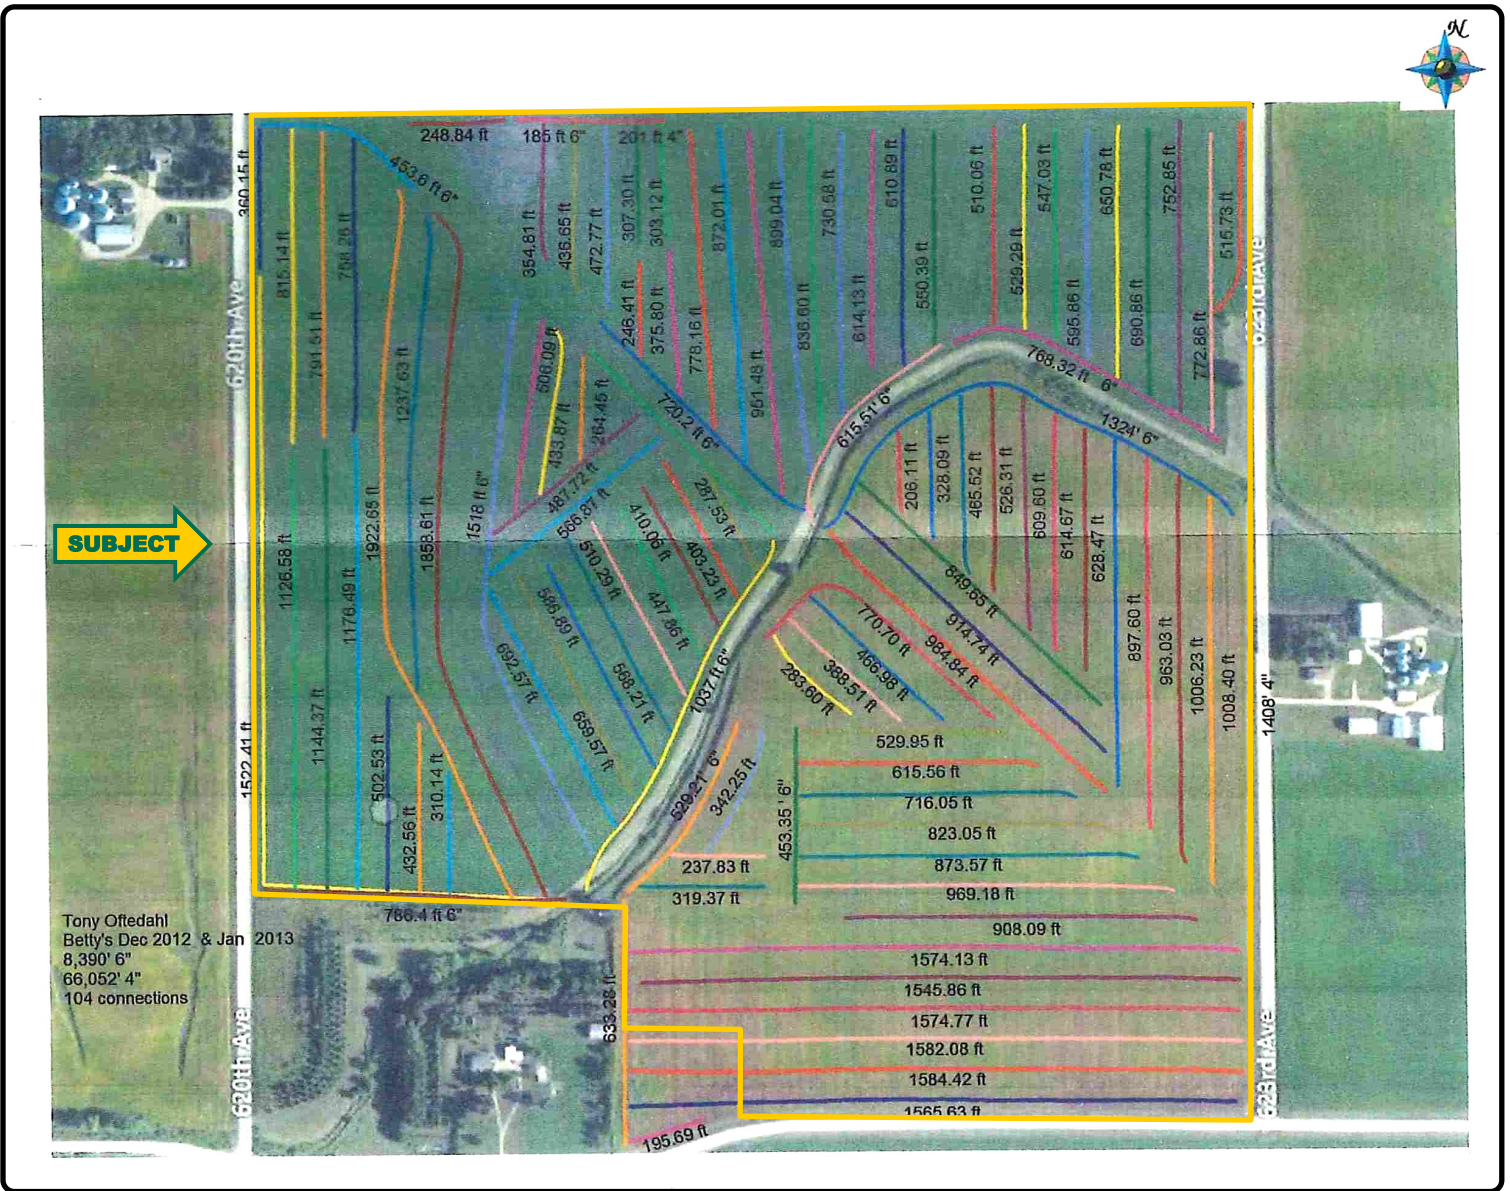 N
248.84 ft
185 ft 6"
201 ft 4"
360.15 ft
453.6 ft 6"
815.14 ft
791.51 ft
758.28 ft
1237.63 ft
354.81 ft
436.65 ft
472.77 ft
307.30 ft
303.12 ft
872.01 ft
899.04 ft
730.58 ft
610.89 ft
510.06 ft
547.03 ft
650.78 ft
752.85 ft
515.73 ft
246.41 ft
375.80 ft
778.16 ft
951.48 ft
836.60 ft
614.13 ft
550.39 ft
529.29 ft
595.86 ft
690.86 ft
772.86 ft
620th Ave
623rd Ave
506.09 ft
433.87 ft
264.45 ft
720.2 ft 6"
615.51' 6"
768.32 ft 6"
1324' 6"
487.72 ft
566.87 ft
1518 ft 6"
287.53 ft
410.06 ft
403.23 ft
510.29 ft
447.86 ft
586.89 ft
568.21 ft
692.57 ft
659.57 ft
206.11 ft
328.09 ft
465.52 ft
526.31 ft
609.60 ft
614.67 ft
628.47 ft
SUBJECT
1126.58 ft
1176.49 ft
1922.65 ft
1858.61 ft
1144.37 ft
502.53 ft
432.56 ft
310.14 ft
1522.41 ft
1037 ft 6"
849.65 ft
914.74 ft
984.84 ft
770.70 ft
466.98 ft
388.51 ft
283.60 ft
897.60 ft
963.03 ft
1006.23 ft
1008.40 ft
1408' 4"
529.21' 6"
342.25 ft
453.35 ' 6"
529.95 ft
615.56 ft
716.05 ft
823.05 ft
873.57 ft
969.18 ft
908.09 ft
237.83 ft
319.37 ft
786.4 ft 6"
Tony Oftedahl
Betty's Dec 2012 & Jan 2013
8,390' 6"
66,052' 4"
104 connections
633.28 ft
1574.13 ft
1545.86 ft
1574.77 ft
1582.08 ft
1584.42 ft
1565.63 ft
195.69 ft
620th Ave
623rd Ave